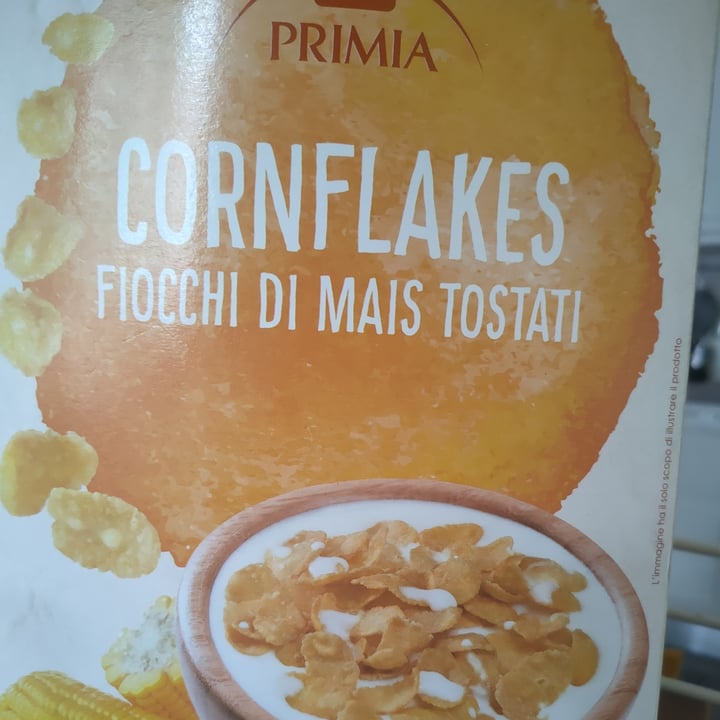 PRIMIA
CORNFLAKES
FIOCCHI DI MAIS TOSTATI
L'immagine ha il solo scopo di illustrare il prodotto